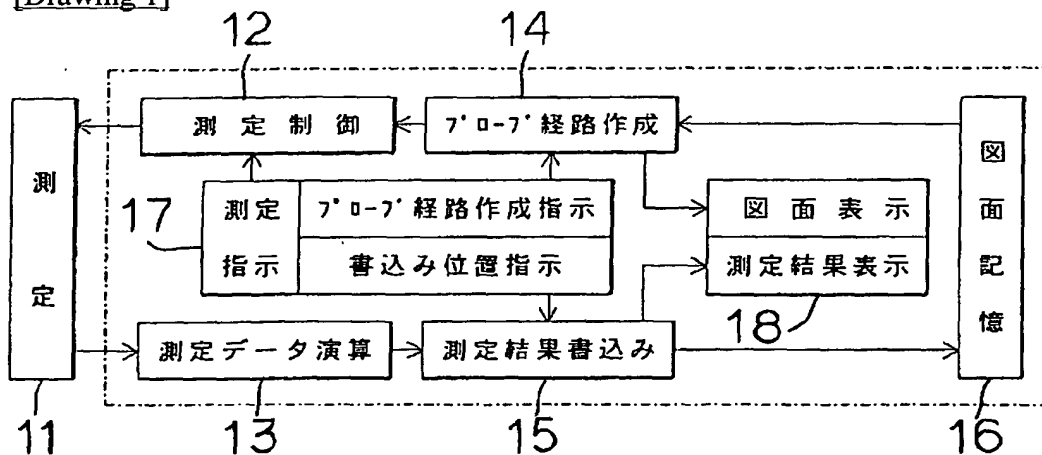 [Drawing 1]
12
14
測定制御
プローブ経路作成
測定
図面記憶
17
測定指示
プローブ経路作成指示
書込み位置指示
図面表示
測定結果表示
18
測定データ演算
測定結果書込み
11
13
15
16